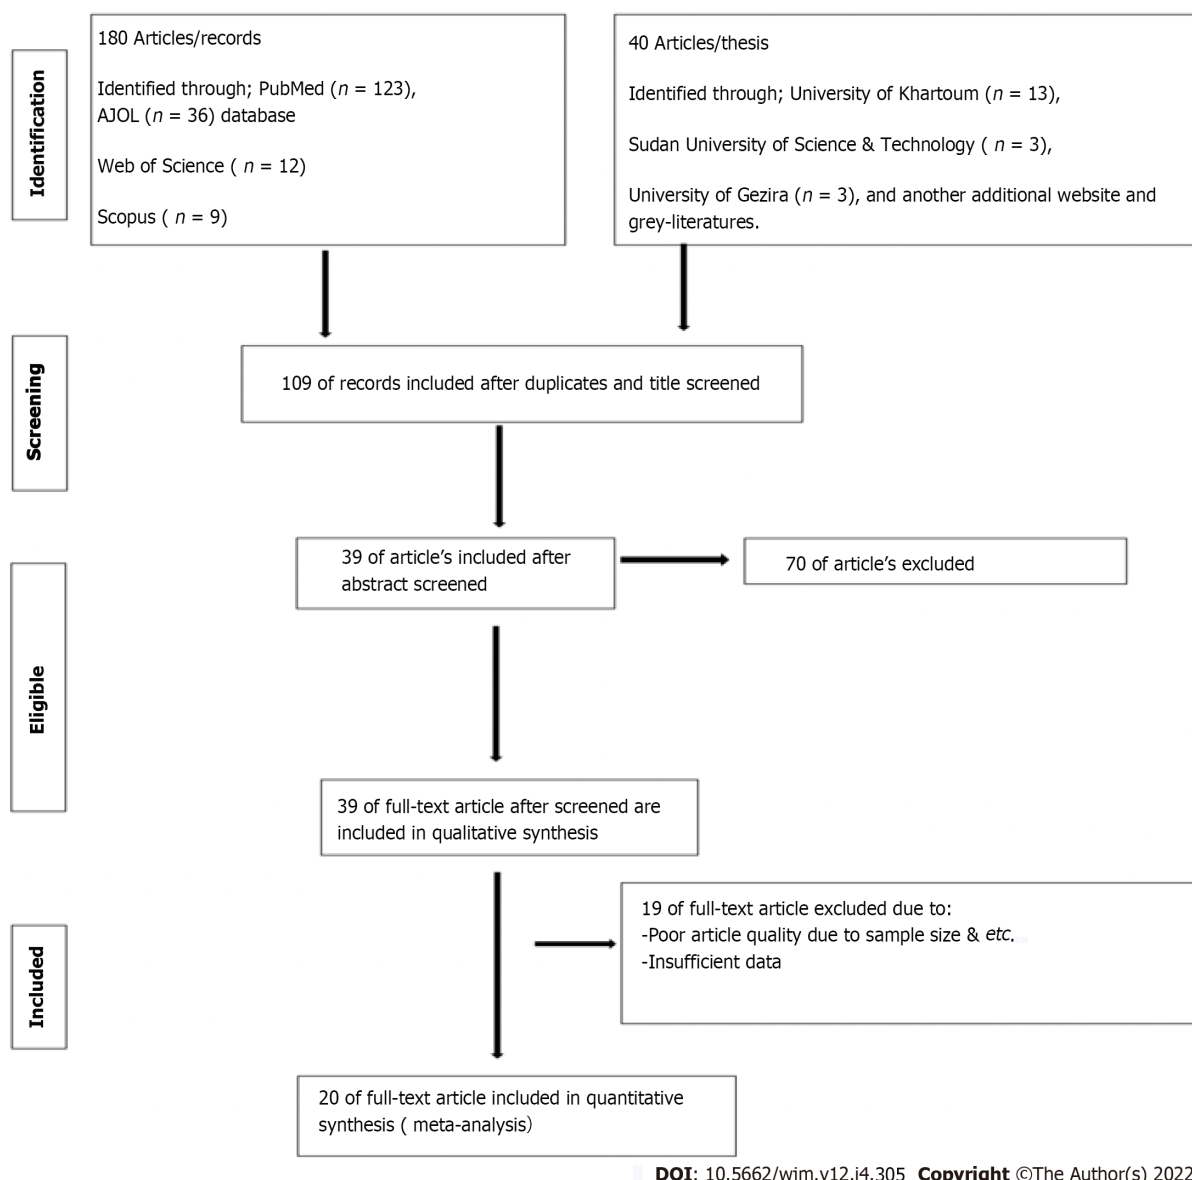 Identification
180 Articles/records
Identified through; PubMed (n = 123),
AJOL (n = 36) database
Web of Science ( n = 12)
Scopus ( n = 9)
40 Articles/thesis
Identified through; University of Khartoum (n = 13),
Sudan University of Science & Technology ( n = 3),
University of Gezira (n = 3), and another additional website and
grey-literatures.
Screening
109 of records included after duplicates and title screened
Eligible
39 of article's included after
abstract screened
70 of article's excluded
39 of full-text article after screened are
included in qualitative synthesis
Included
19 of full-text article excluded due to:
-Poor article quality due to sample size & etc.
-Insufficient data
20 of full-text article included in quantitative
synthesis ( meta-analysis)
DOI: 10.5662/wjm.v12.i4.305 Copyright ©The Author(s) 2022